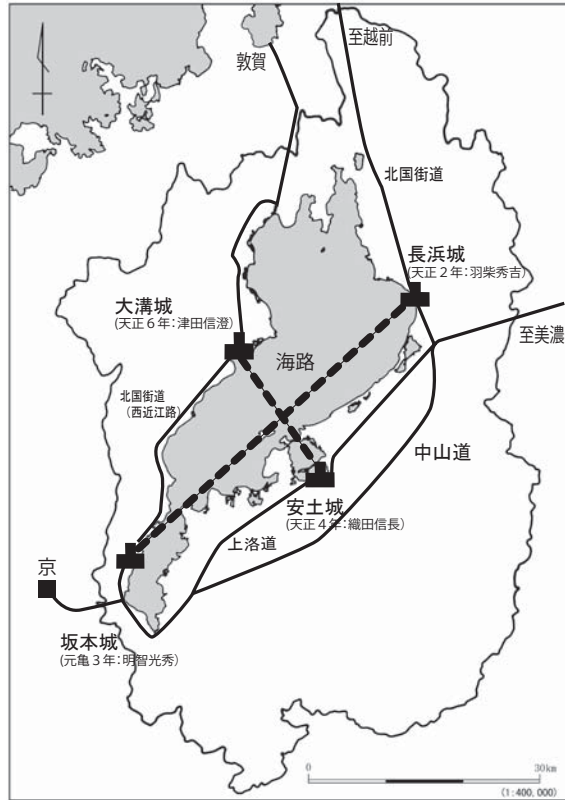 至越前
敦賀
北国街道
長浜城
(天正2年:羽柴秀吉)
大溝城
(天正6年:津田信澄)
至美濃
海路
北国街道
(西近江路)
中山道
安土城
(天正4年:織田信長)
上洛道
京
坂本城
(元亀3年:明智光秀)
0
30km
(1:400,000)